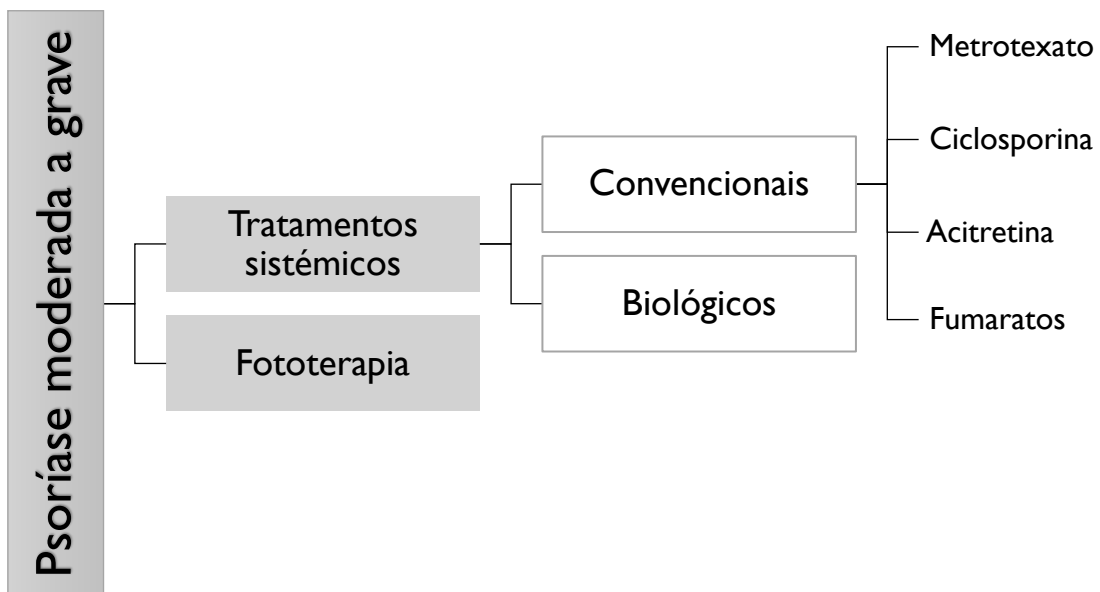 Psoríase moderada a grave
Tratamentos
sistémicos
Fototerapia
Convencionais
Biológicos
Metrotexato
Ciclosporina
Acitretina
Fumaratos